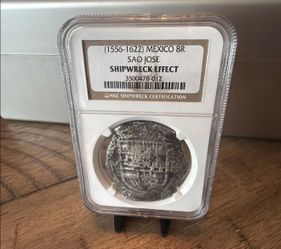 (1556-1622) MEXICO 8R
SAO JOSE
SHIPWRECK EFFECT
3500478-012
NGC SHIPWRECK CERTIFICATION